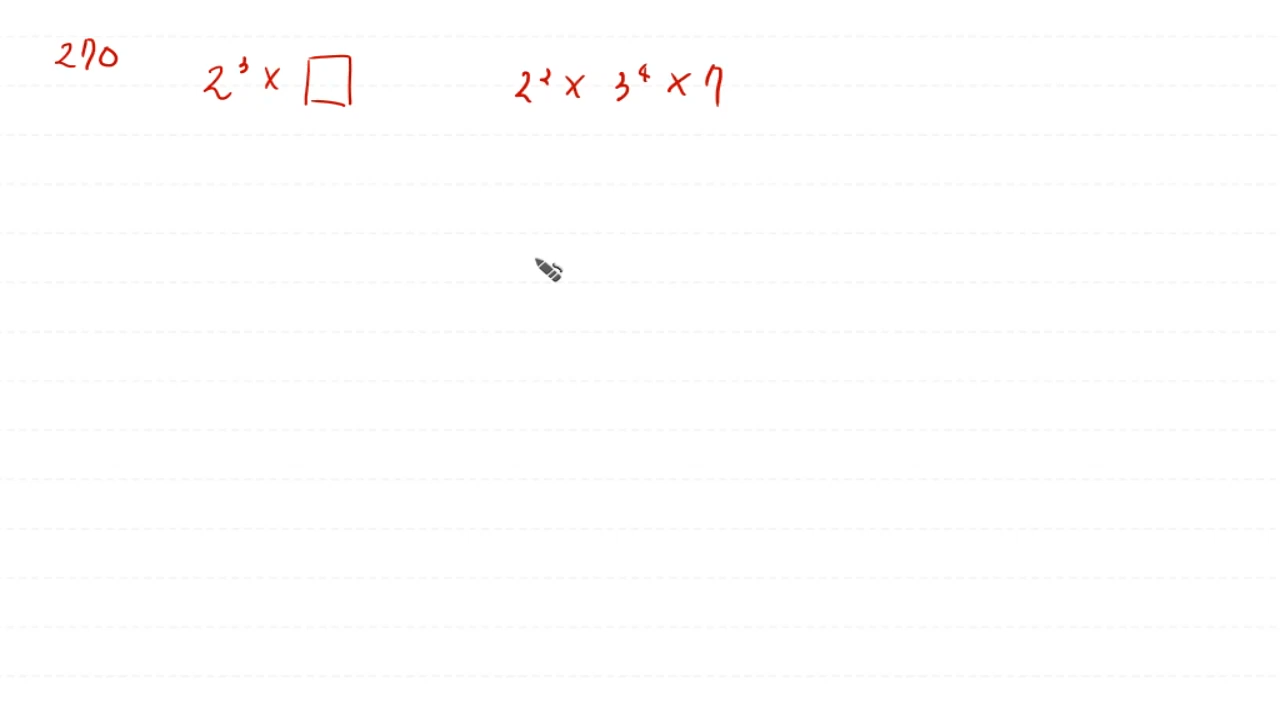 270 2³ × □ 2² × 3⁴ × 7